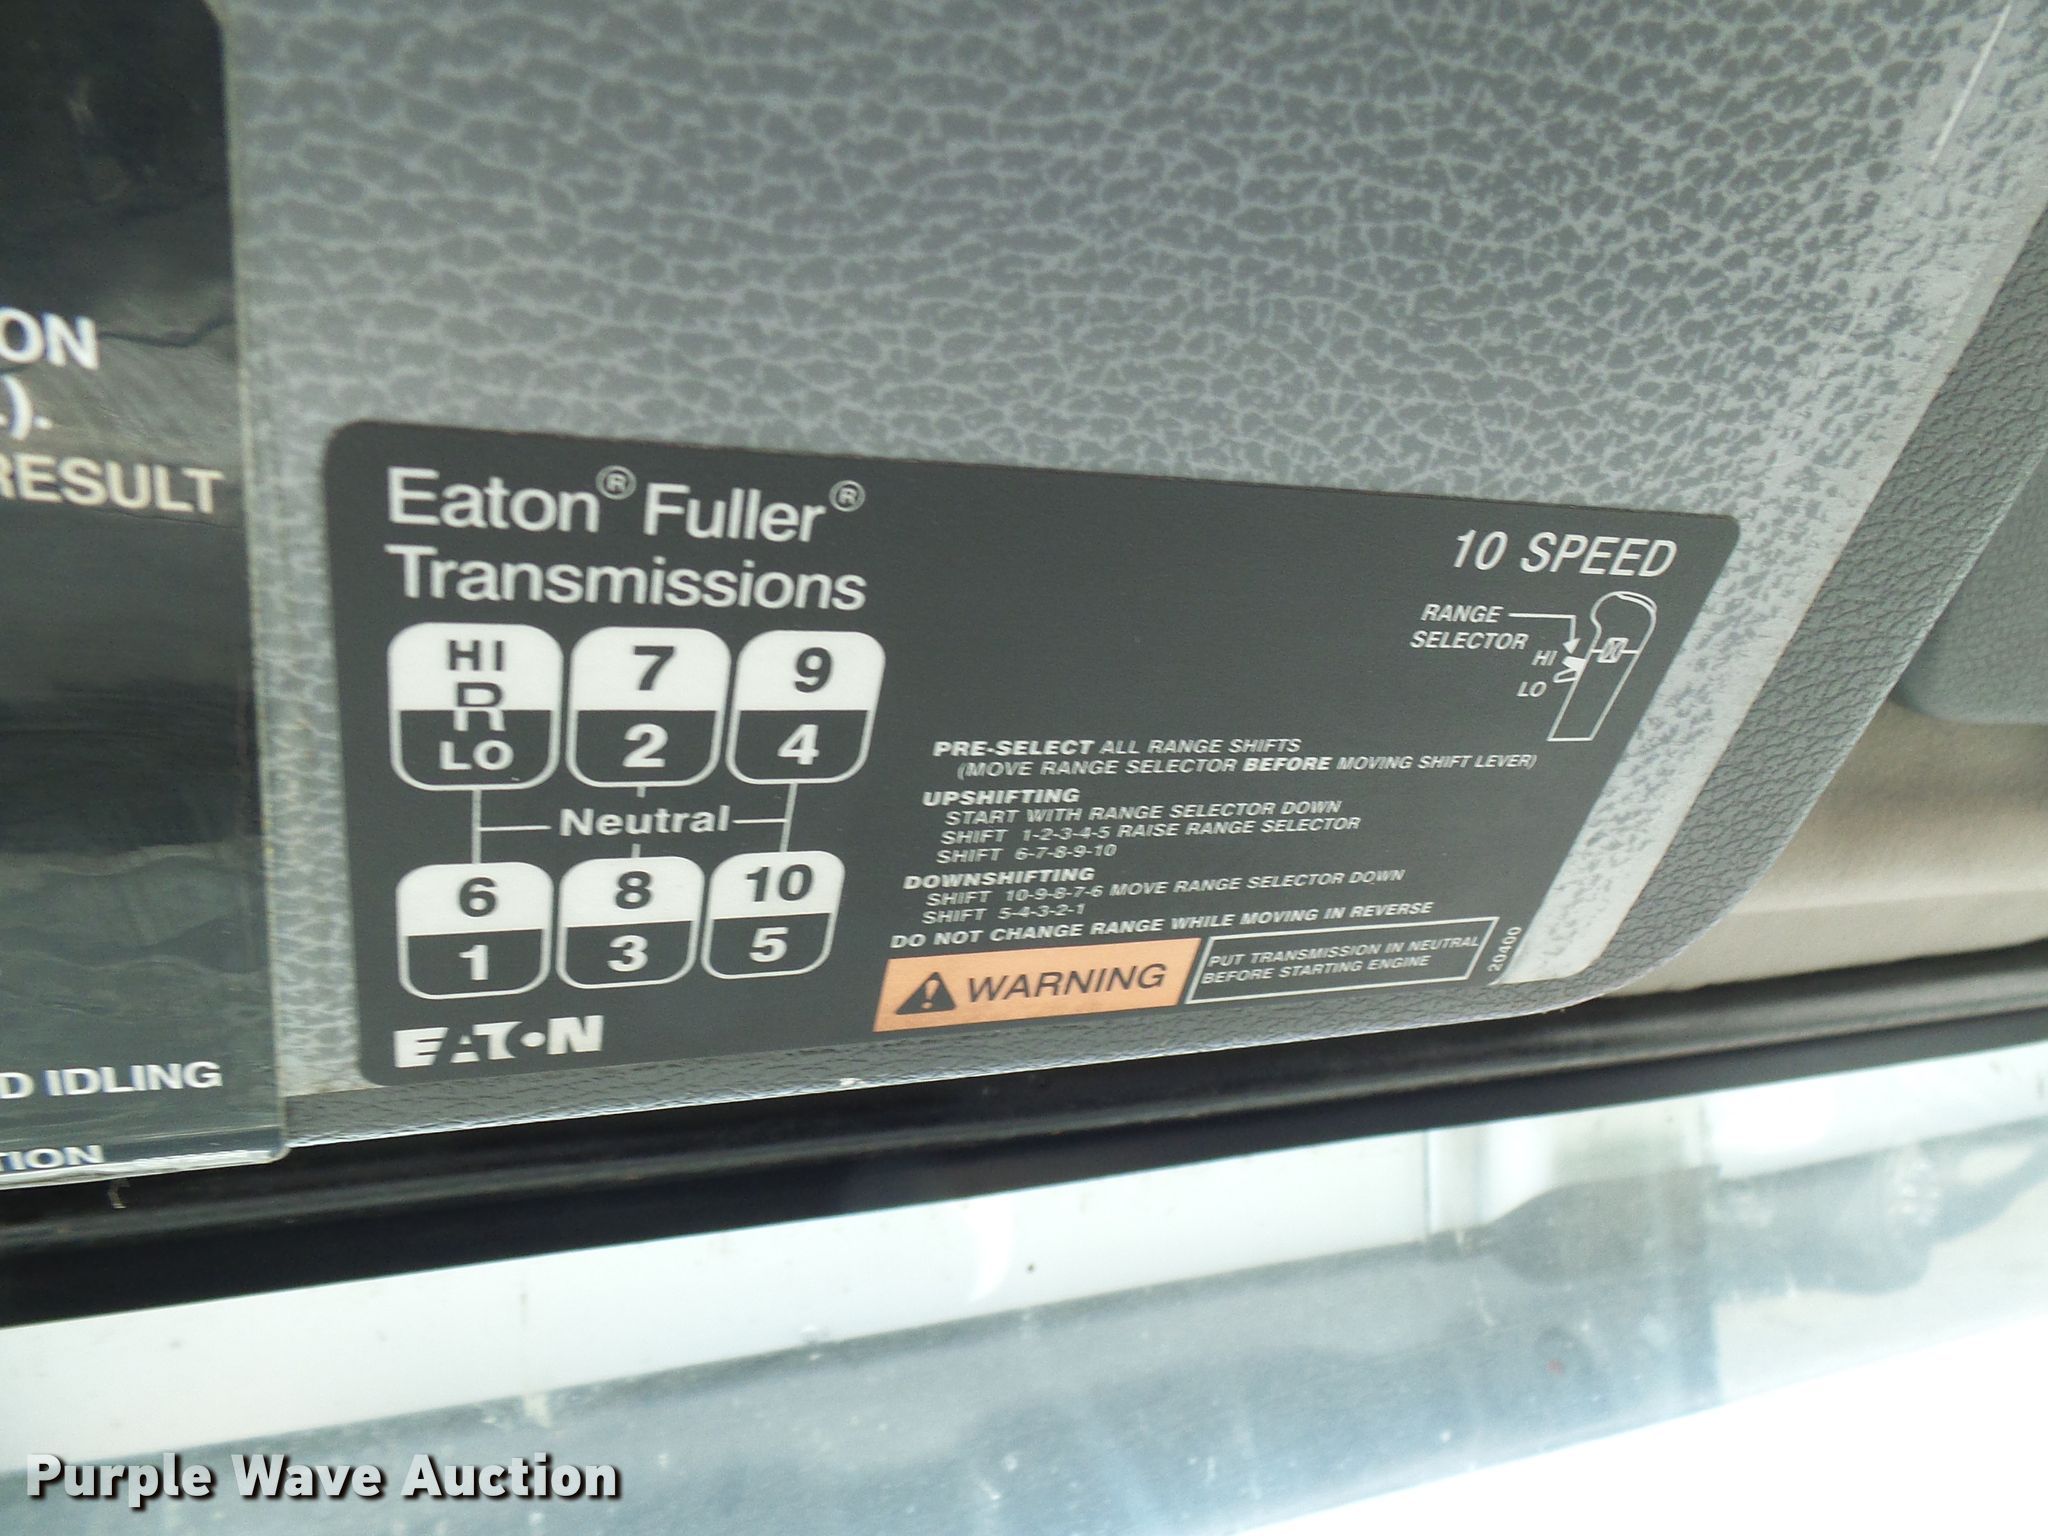 ON
.).
RESULT
D IDLING
TION
Eaton® Fuller®
Transmissions
10 SPEED
RANGE
SELECTOR
HI
LO
HI 7 9
R
LO 2 4
Neutral
6 8 10
1 3 5
PRE-SELECT ALL RANGE SHIFTS
(MOVE RANGE SELECTOR BEFORE MOVING SHIFT LEVER)
UPSHIFTING
START WITH RANGE SELECTOR DOWN
SHIFT 1-2-3-4-5 RAISE RANGE SELECTOR
SHIFT 6-7-8-9-10
DOWNSHIFTING
SHIFT 10-9-8-7-6 MOVE RANGE SELECTOR DOWN
SHIFT 5-4-3-2-1
DO NOT CHANGE RANGE WHILE MOVING IN REVERSE
WARNING
PUT TRANSMISSION IN NEUTRAL
BEFORE STARTING ENGINE
20400
EATON
Purple Wave Auction